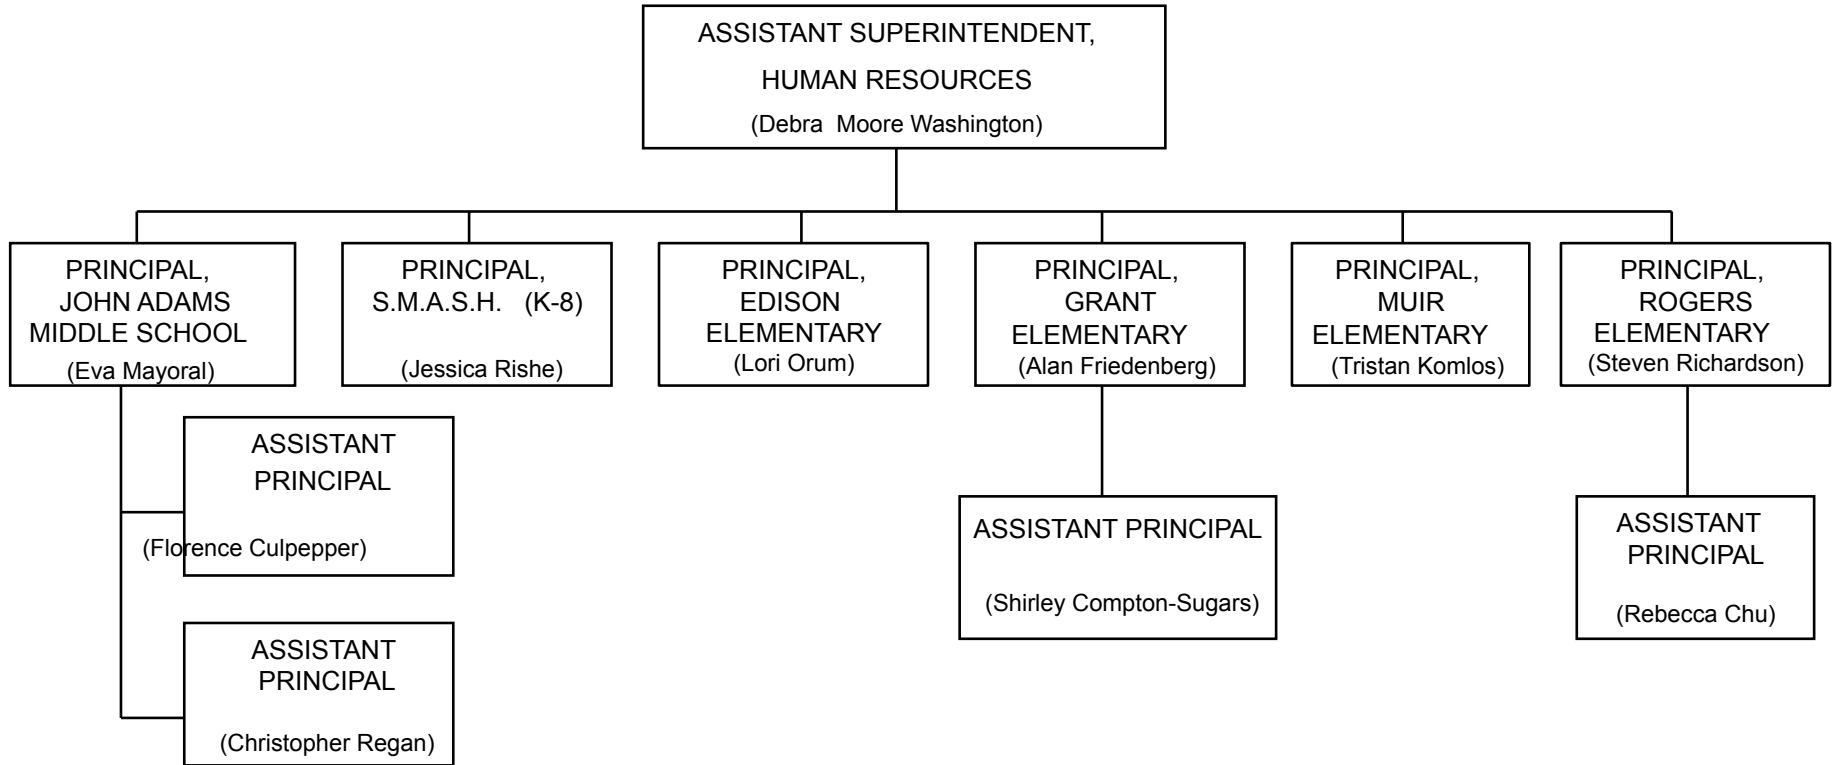 ASSISTANT SUPERINTENDENT,
HUMAN RESOURCES
(Debra Moore Washington)
PRINCIPAL,
JOHN ADAMS
MIDDLE SCHOOL
(Eva Mayoral)
PRINCIPAL,
S.M.A.S.H. (K-8)
(Jessica Rishe)
PRINCIPAL,
EDISON
ELEMENTARY
(Lori Orum)
PRINCIPAL,
GRANT
ELEMENTARY
(Alan Friedenberg)
PRINCIPAL,
MUIR
ELEMENTARY
(Tristan Komlos)
PRINCIPAL,
ROGERS
ELEMENTARY
(Steven Richardson)
ASSISTANT
PRINCIPAL
(Florence Culpepper)
ASSISTANT
PRINCIPAL
(Christopher Regan)
ASSISTANT PRINCIPAL
(Shirley Compton-Sugars)
ASSISTANT
PRINCIPAL
(Rebecca Chu)